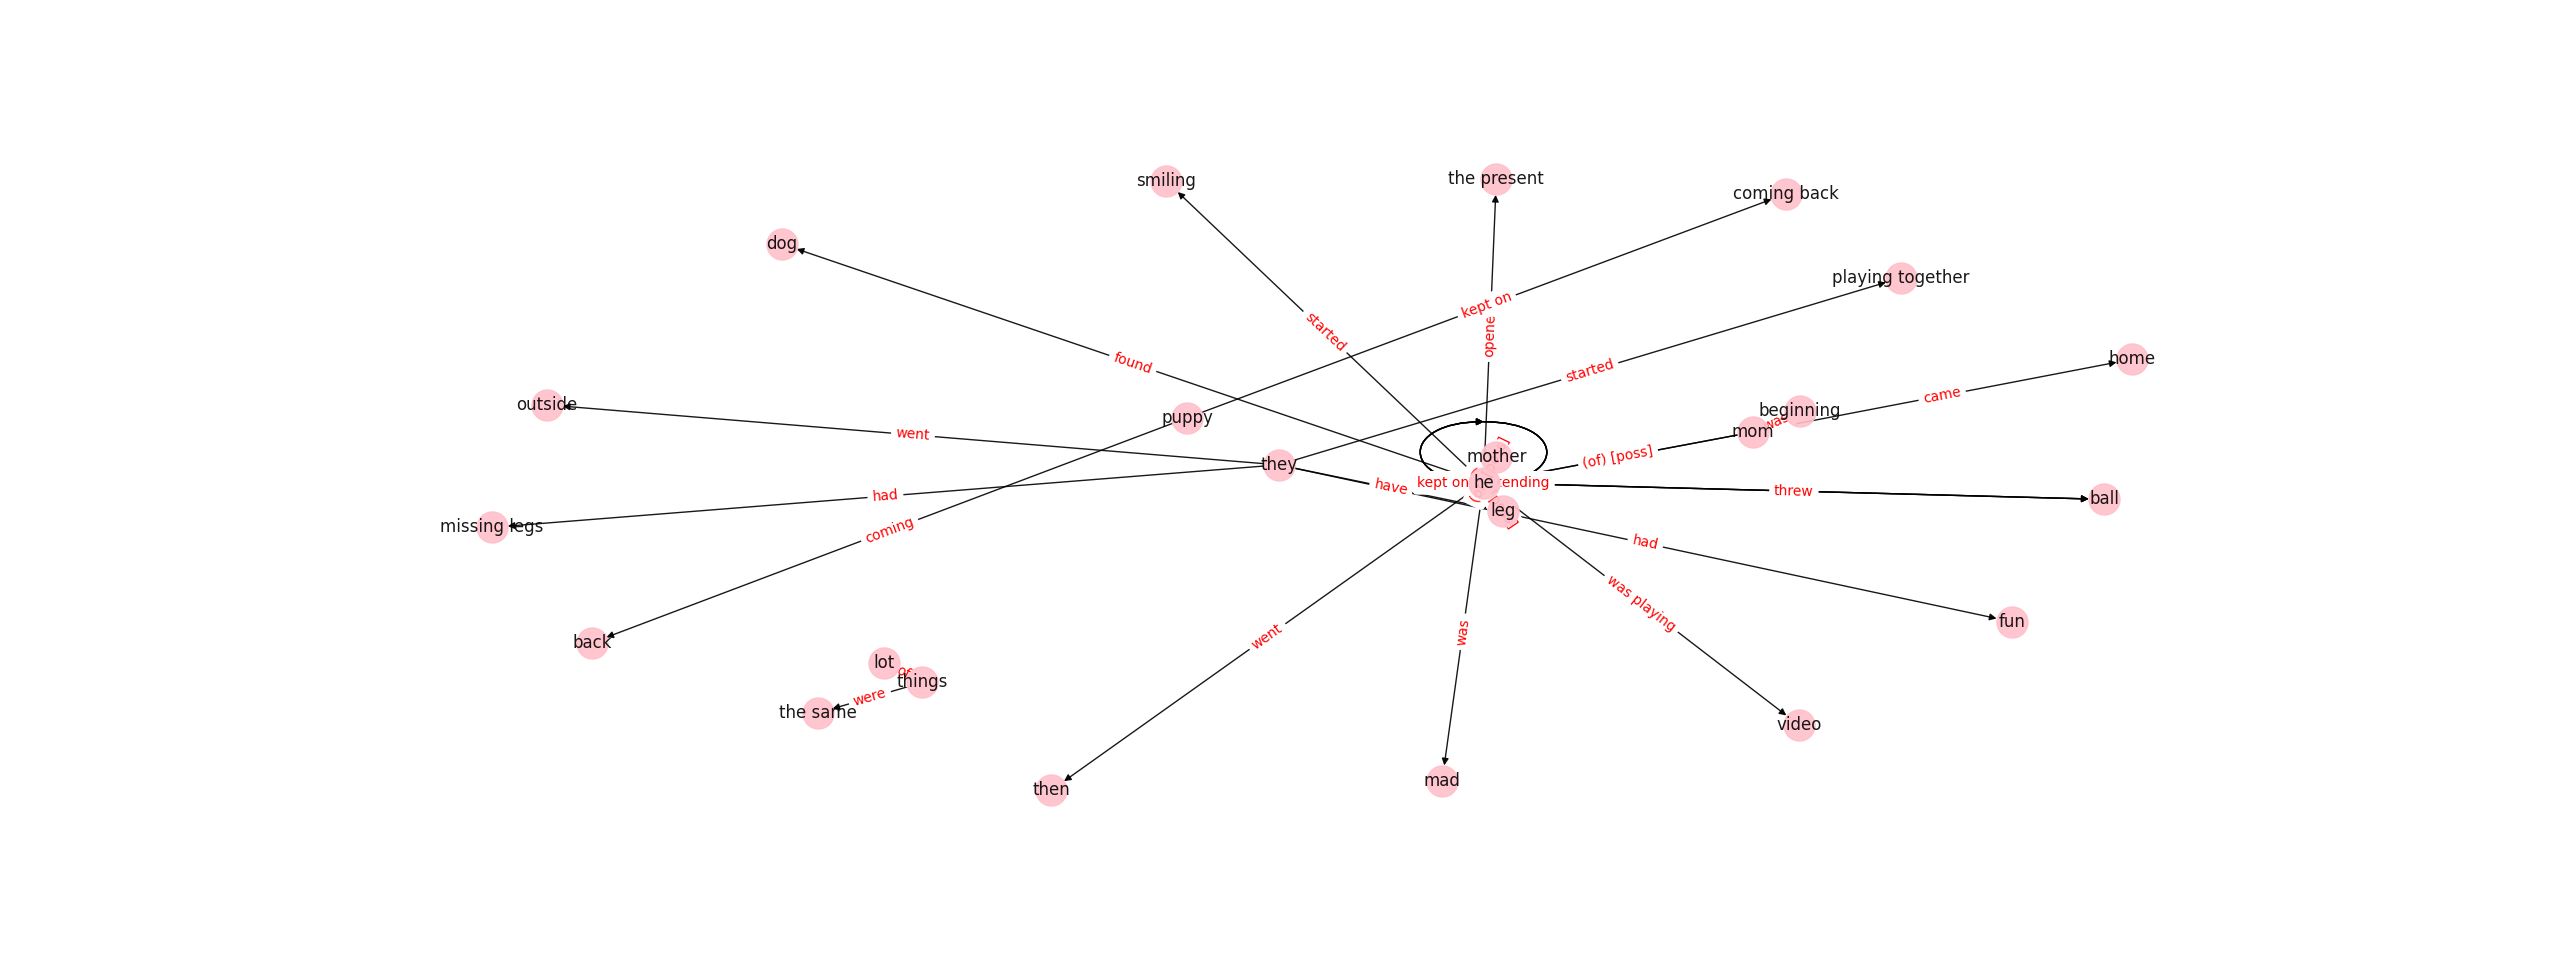 smiling
the present
coming back
dog
playing together
kept on
started
opene
found
started
home
came
outside
puppy
beginning
went
mom
they
mother
(of) [poss]
have
kept on
tending
he
threw
had
ball
missing legs
leg
coming
had
was playing
fun
back
went
was
lot
of
things
were
the same
video
then
mad